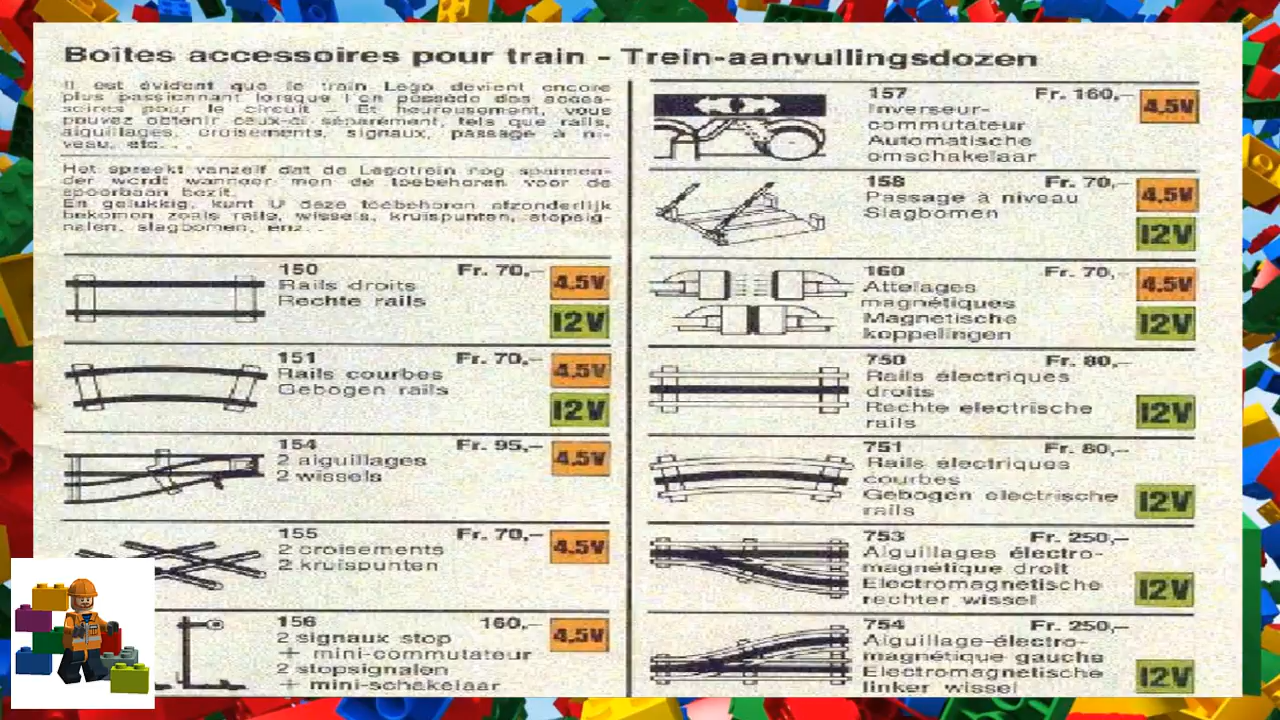 Boîtes accessoires pour train - Trein-aanvullingsdozen
Il est évident que le train Lego devient encore
plus passionnant lorsque l'on possède des acces-
soires pour le circuit ! Et heureusement, vous
pouvez obtenir ceux-ci séparément, tels que rails,
aiguillages, croisements, signaux, passage à ni-
veau, etc...
Het spreekt vanzelf dat de Legotrein nog spannen-
der wordt wanneer men de toebehoren voor de
spoorbaan bezit.
En gelukkig, kunt U deze toebehoren afzonderlijk
bekomen zoals rails, wissels, kruispunten, stopsig-
nalen, slagbomen, enz...
150 Fr. 70,- 4.5V
Rails droits
Rechte rails
12V
151 Fr. 70,- 4.5V
Rails courbes
Gebogen rails
12V
154 Fr. 95,- 4.5V
2 aiguillages
2 wissels
155 Fr. 70,- 4.5V
2 croisements
2 kruispunten
156 160,- 4.5V
2 signaux stop
+ mini-commutateur
2 stopsignalen
+ mini-schakelaar
157 Fr. 160,- 4.5V
Inverseur-
commutateur
Automatische
omschakelaar
158 Fr. 70,- 4.5V
Passage à niveau
Slagbomen
12V
160 Fr. 70,- 4.5V
Attelages
magnétiques
Magnetische
koppelingen
12V
750 Fr. 80,-
Rails électriques
droits
Rechte electrische
rails
12V
751 Fr. 80,-
Rails électriques
courbes
Gebogen electrische
rails
12V
753 Fr. 250,-
Aiguillages électro-
magnétique droit
Electromagnetische
rechter wissel
12V
754 Fr. 250,-
Aiguillage-électro-
magnétique gauche
Electromagnetische
linker wissel
12V